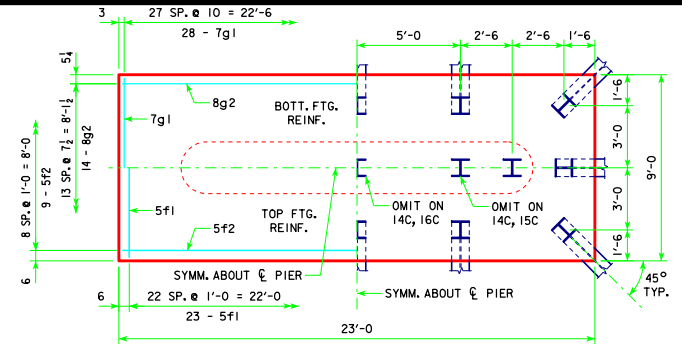 3
27 SP. @ 10 = 22'-6
28 - 7g1
5'-0
2'-6
2'-6
1'-6
5¼
8g2
BOTT. FTG.
REINF.
7g1
8 SP. @ 1'-0 = 8'-0
9 - 5f2
13 SP. @ 7½ = 8'-1½
14 - 8g2
1'-6
3'-0
9'-0
3'-0
1'-6
OMIT ON
14C, 16C
OMIT ON
14C, 15C
5f1
TOP FTG.
REINF.
5f2
6
SYMM. ABOUT ℄ PIER
SYMM. ABOUT ℄ PIER
45°
TYP.
6
22 SP. @ 1'-0 = 22'-0
23 - 5f1
23'-0